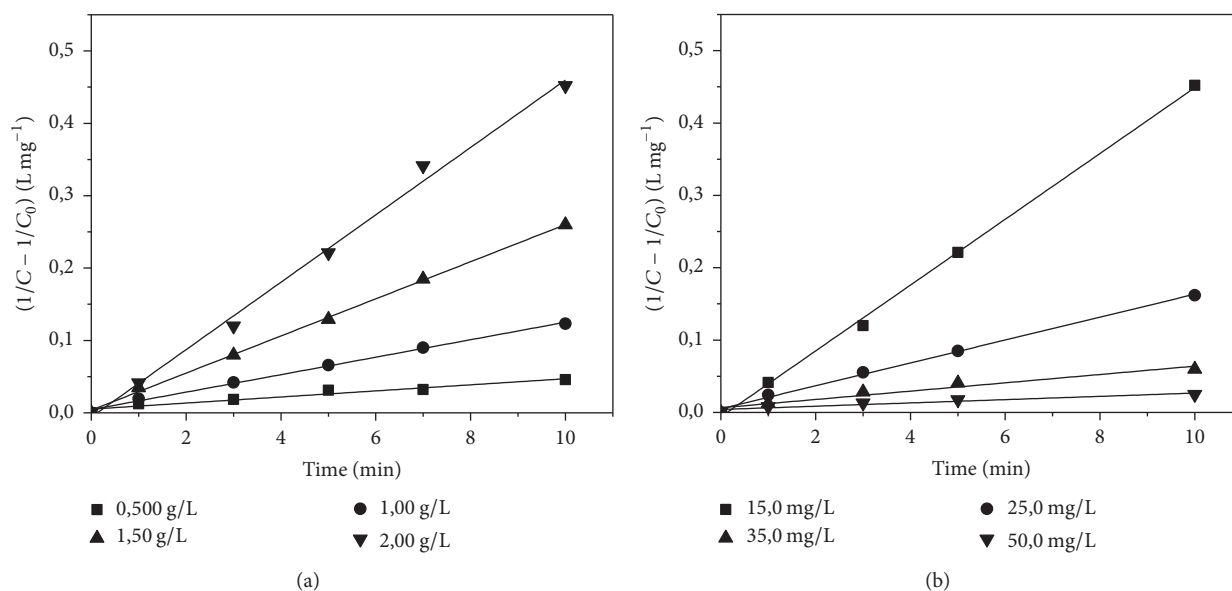 0,5
0,4
0,3
0,2
0,1
0,0
(1/C − 1/C₀) (L mg⁻¹)
0 2 4 6 8 10
Time (min)
0,500 g/L 1,00 g/L
1,50 g/L 2,00 g/L
(a)
0,5
0,4
0,3
0,2
0,1
0,0
(1/C − 1/C₀) (L mg⁻¹)
0 2 4 6 8 10
Time (min)
15,0 mg/L 25,0 mg/L
35,0 mg/L 50,0 mg/L
(b)